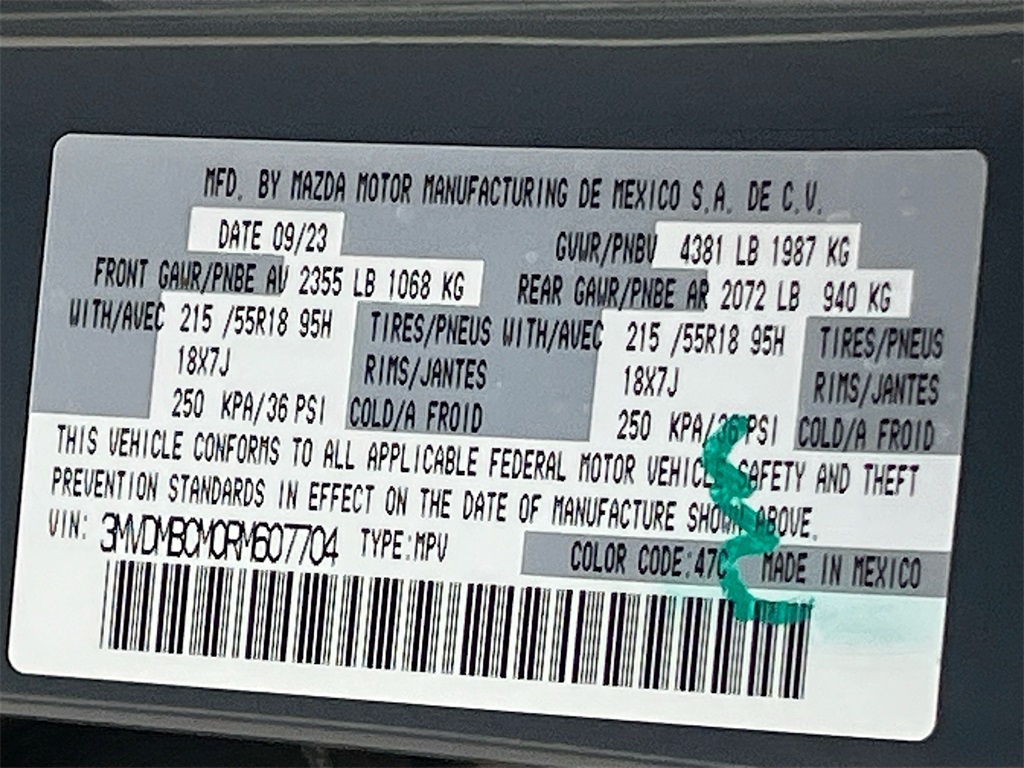 MFD. BY MAZDA MOTOR MANUFACTURING DE MEXICO S.A. DE C.V.
DATE 09/23 GVWR/PNBV 4381 LB 1987 KG
FRONT GAWR/PNBE AV 2355 LB 1068 KG REAR GAWR/PNBE AR 2072 LB 940 KG
WITH/AVEC 215 /55R18 95H TIRES/PNEUS WITH/AVEC 215 /55R18 95H TIRES/PNEUS
18X7J RIMS/JANTES 18X7J RIMS/JANTES
250 KPA/36 PSI COLD/A FROID 250 KPA/36 PSI COLD/A FROID
THIS VEHICLE CONFORMS TO ALL APPLICABLE FEDERAL MOTOR VEHICLE SAFETY AND THEFT
PREVENTION STANDARDS IN EFFECT ON THE DATE OF MANUFACTURE SHOWN ABOVE.
VIN: 3MVDMBCM0RM607704 TYPE:MPV COLOR CODE:47C MADE IN MEXICO